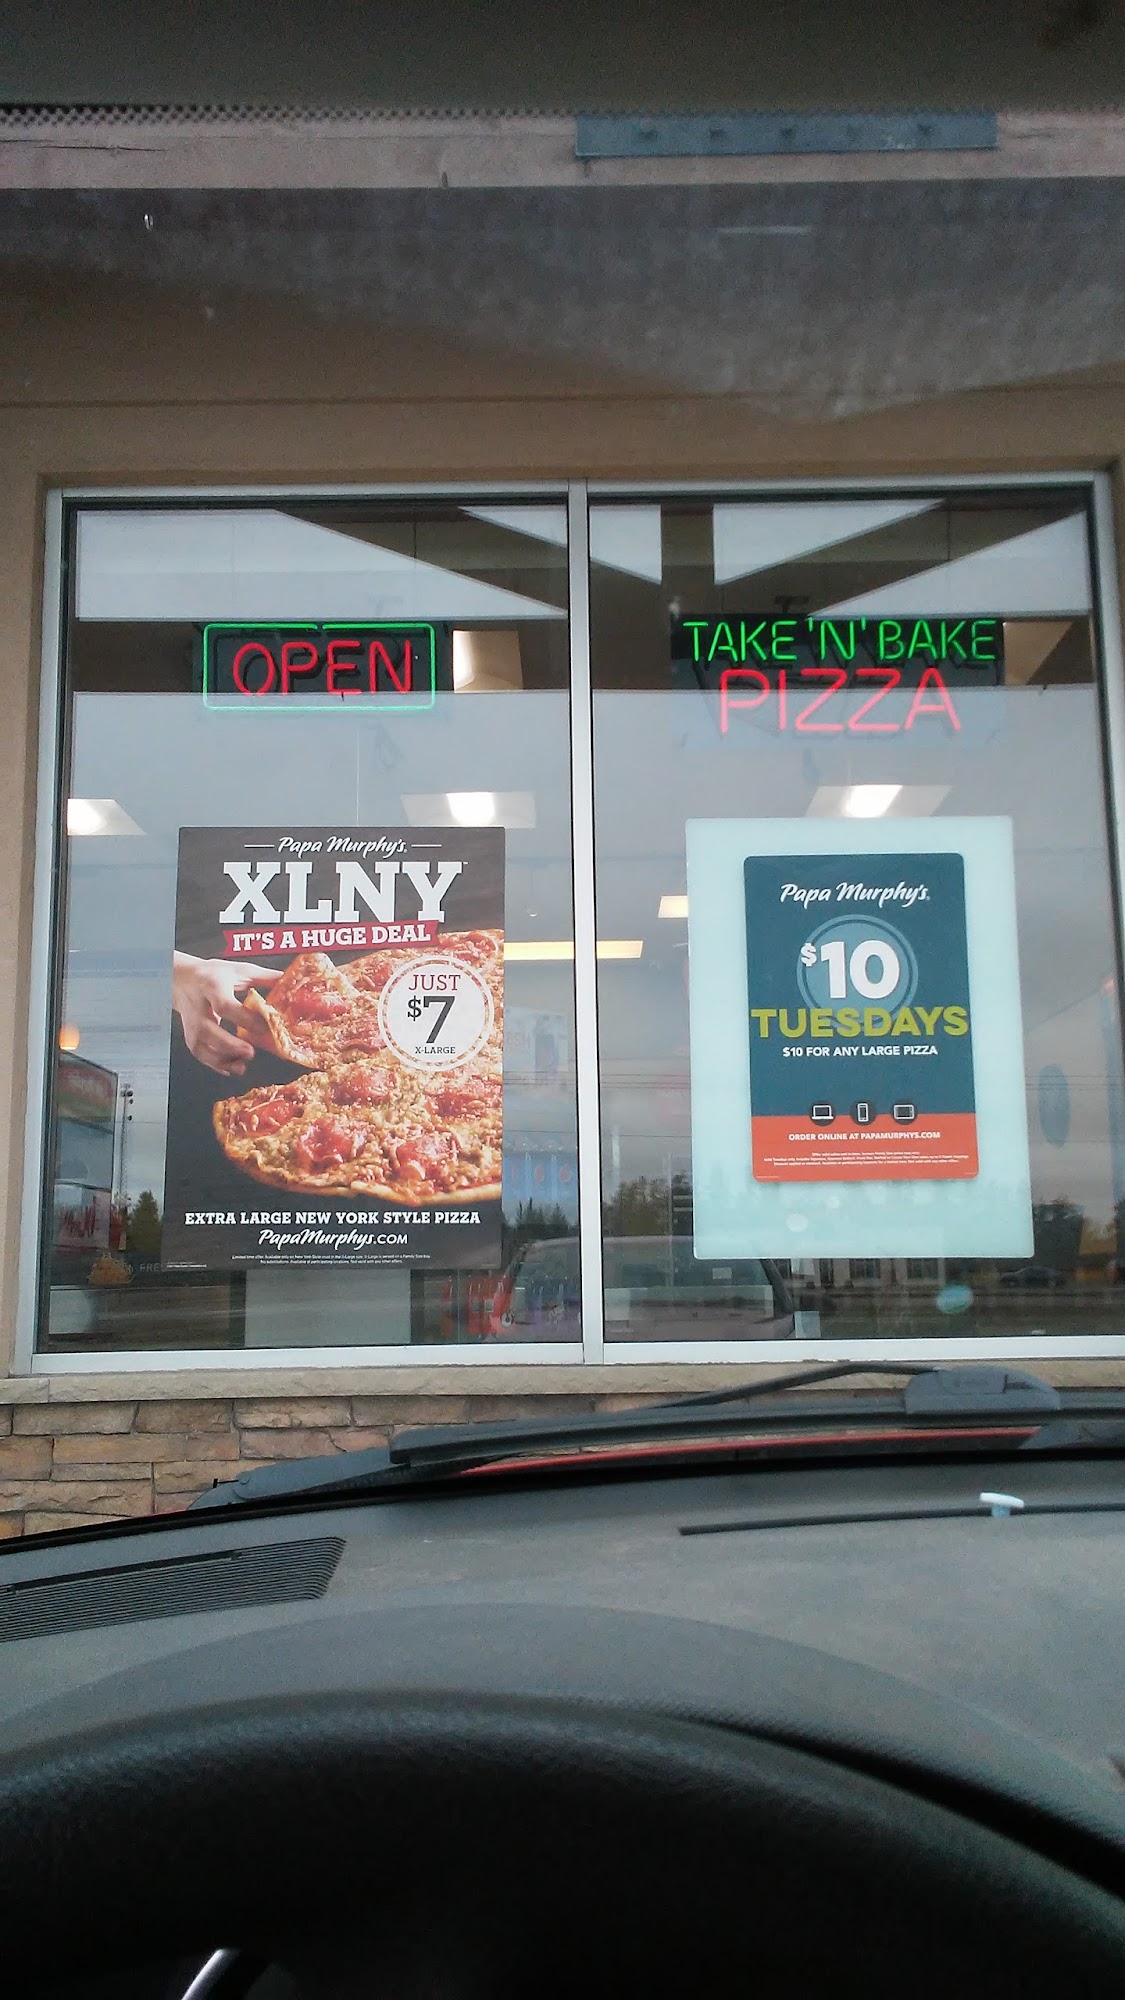 OPEN
TAKE 'N' BAKE
PIZZA
Papa Murphy's
XLNY
IT'S A HUGE DEAL
JUST
$7
X-LARGE
EXTRA LARGE NEW YORK STYLE PIZZA
PapaMurphys.COM
Papa Murphy's
$10
TUESDAYS
$10 FOR ANY LARGE PIZZA
ORDER ONLINE AT PAPAMURPHYS.COM